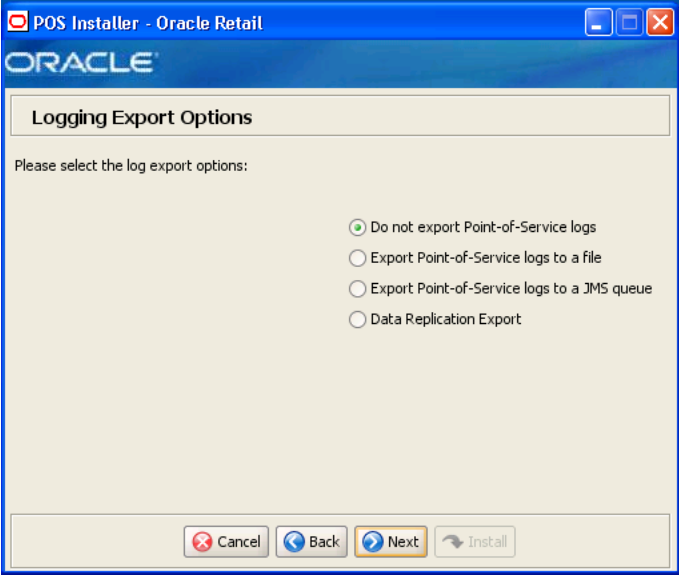 POS Installer - Oracle Retail
ORACLE
Logging Export Options
Please select the log export options:
Do not export Point-of-Service logs
Export Point-of-Service logs to a file
Export Point-of-Service logs to a JMS queue
Data Replication Export
Cancel Back Next Install